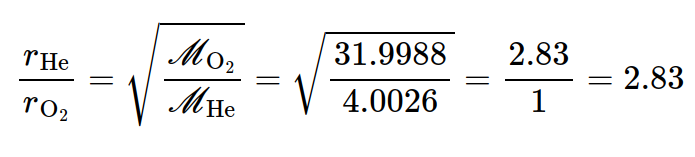 r_He / r_O₂ = √(ℳ_O₂ / ℳ_He) = √(31.9988 / 4.0026) = 2.83 / 1 = 2.83